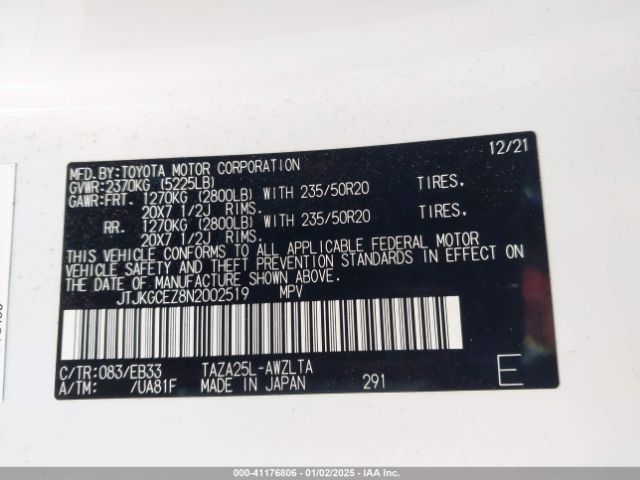 12/21
MFD.BY:TOYOTA MOTOR CORPORATION
GVWR:2370KG (5225LB)
GAWR:FRT. 1270KG (2800LB) WITH 235/50R20 TIRES.
20X7 1/2J RIMS.
RR. 1270KG (2800LB) WITH 235/50R20 TIRES.
20X7 1/2J RIMS.
THIS VEHICLE CONFORMS TO ALL APPLICABLE FEDERAL MOTOR
VEHICLE SAFETY AND THEFT PREVENTION STANDARDS IN EFFECT ON
THE DATE OF MANUFACTURE SHOWN ABOVE.
JTJKGCEZ8N2002519 MPV
C/TR:083/EB33 TAZA25L-AWZLTA
A/TM: /UA81F MADE IN JAPAN 291 E
000-41176806 - 01/02/2025 - IAA Inc.